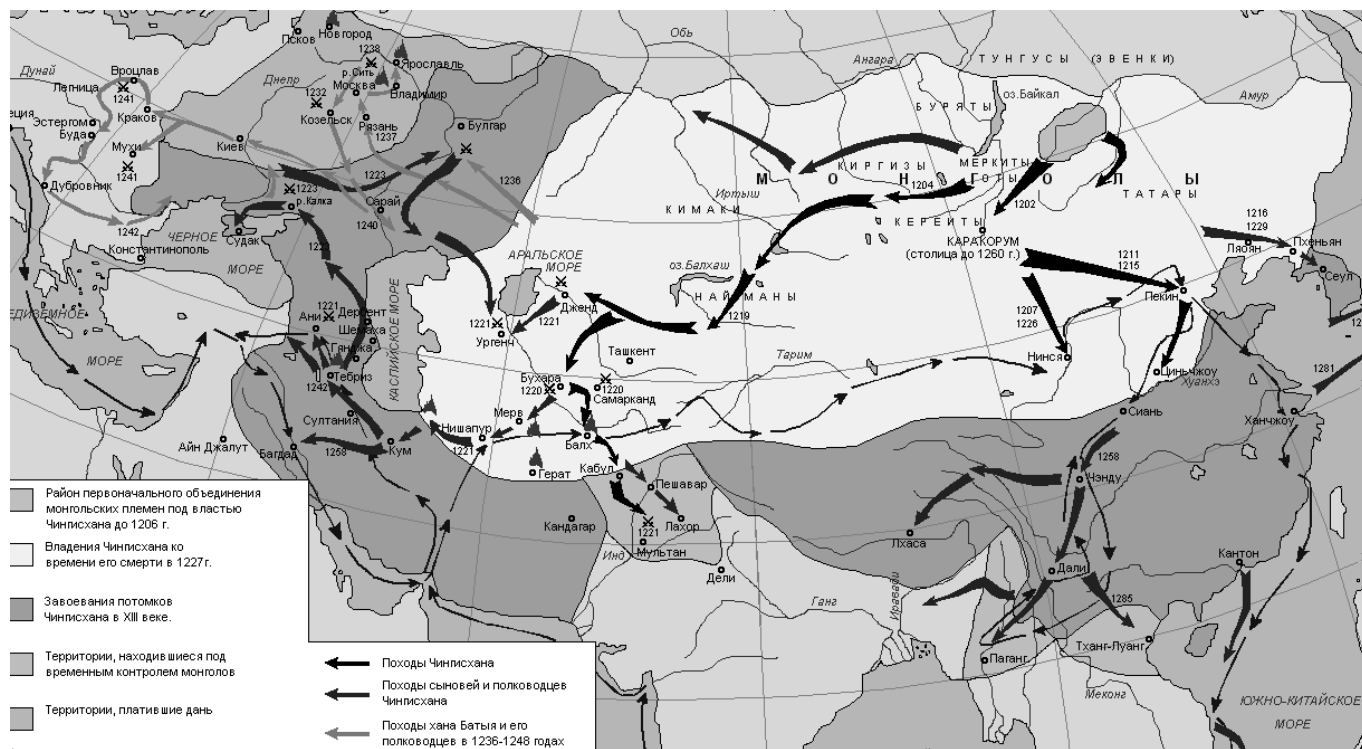 Обь
Ангара
ТУНГУСЫ (ЭВЕНКИ)
оз.Байкал
Амур
БУРЯТЫ
Псков
Новгород
1238
р.Сить
Ярославль
Москва
Владимир
Днепр
Дунай
Вроцлав
Легница
1241
Краков
Эстергом
Буда
Мухи
1241
1232
Козельск
Рязань
1237
Булгар
Киев
еция
Дубровник
1242
1223
1223
р.Калка
Сарай
1240
1236
Судак
ЧЕРНОЕ
МОРЕ
Константинополь
КИРГИЗЫ
МЕРКИТЫ
МОНГОЛЫ
ГОТЫ
1204
1202
ТАТАРЫ
Иртыш
КИМАКИ
КЕРЕИТЫ
КАРАКОРУМ
(столица до 1260 г.)
1216
1229
Ляоян
Пхеньян
Сеул
1211
1215
Пекин
АРАЛЬСКОЕ
МОРЕ
оз.Балхаш
НАЙМАНЫ
1219
Дженд
1221
1221
Ургенч
1207
1226
Нинся
Циньчжоу
Хуанхэ
ЕДИЗЕМНОЕ
МОРЕ
1223
КАСПИЙСКОЕ МОРЕ
1221
Ани
Дербент
Шемаха
Гянджа
Тебриз
1242
Султания
Ташкент
Тарим
Бухара
1220
1220
Самарканд
Мерв
Нишапур
1221
Балх
Герат
Кабул
Пешавар
Лахор
1221
Мультан
Кандагар
Инд
Дели
Ганг
Айн Джалут
Багдад
1258
Кум
Сиань
Ханчжоу
1281
1258
Чэнду
Лхаса
Иравади
Дали
Кантон
1285
Паганг
Тханг-Луанг
Меконг
ЮЖНО-КИТАЙСКОЕ
МОРЕ
Район первоначального объединения
монгольских племен под властью
Чингисхана до 1206 г.
Владения Чингисхана ко
времени его смерти в 1227г.
Завоевания потомков
Чингисхана в XIII веке.
Территории, находившиеся под
временным контролем монголов
Территории, платившие дань
Походы Чингисхана
Походы сыновей и полководцев
Чингисхана
Походы хана Батыя и его
полководцев в 1236-1248 годах